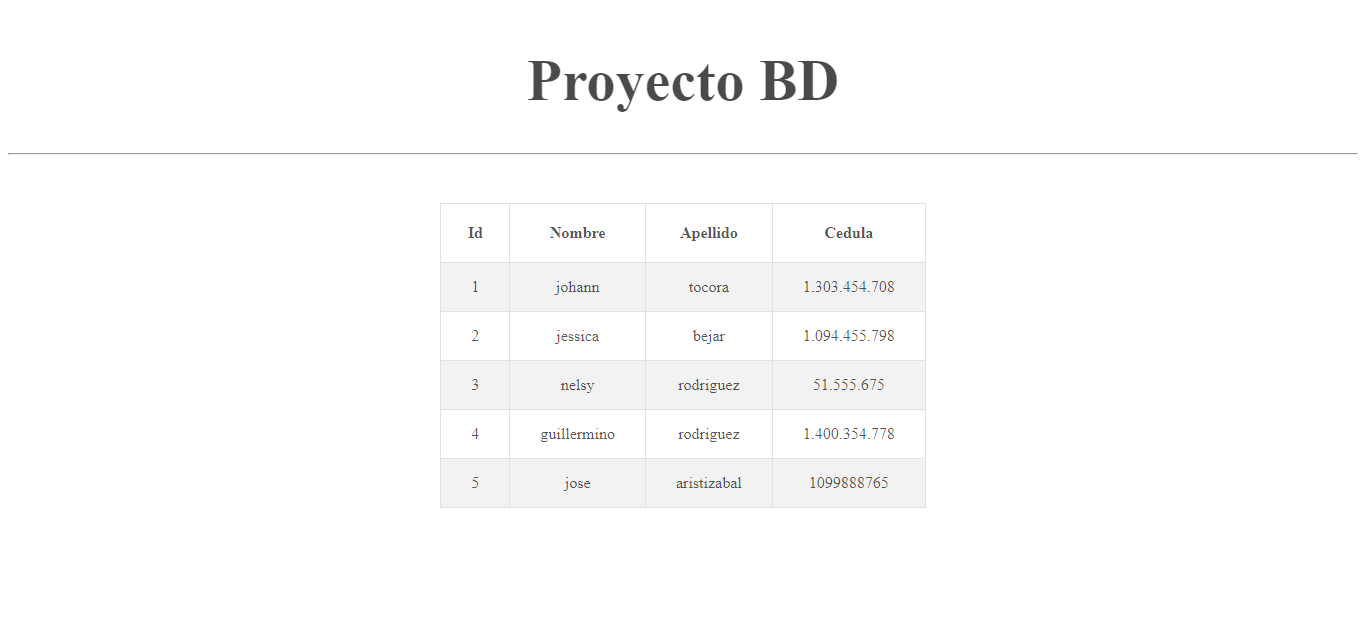 Proyecto BD
Id Nombre Apellido Cedula
1 johann tocora 1.303.454.708
2 jessica bejar 1.094.455.798
3 nelsy rodriguez 51.555.675
4 guillermino rodriguez 1.400.354.778
5 jose aristizabal 1099888765